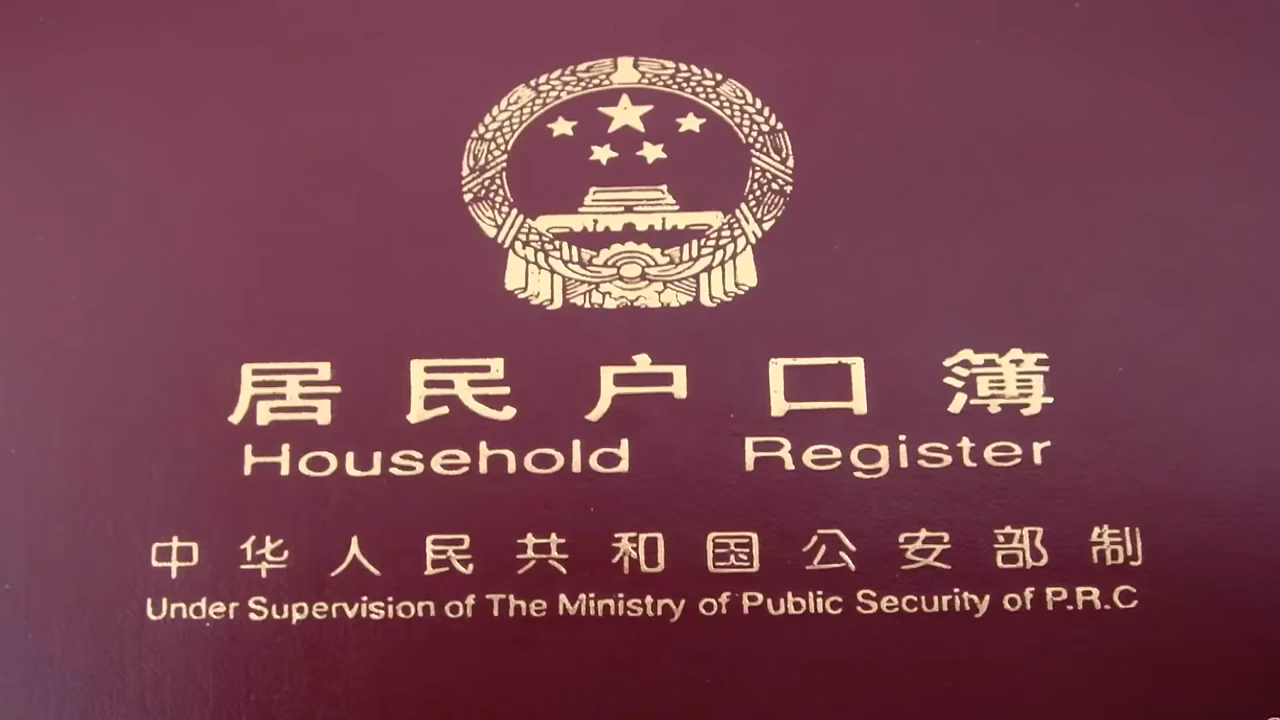 居民户口簿
Household Register
中华人民共和国公安部制
Under Supervision of The Ministry of Public Security of P.R.C